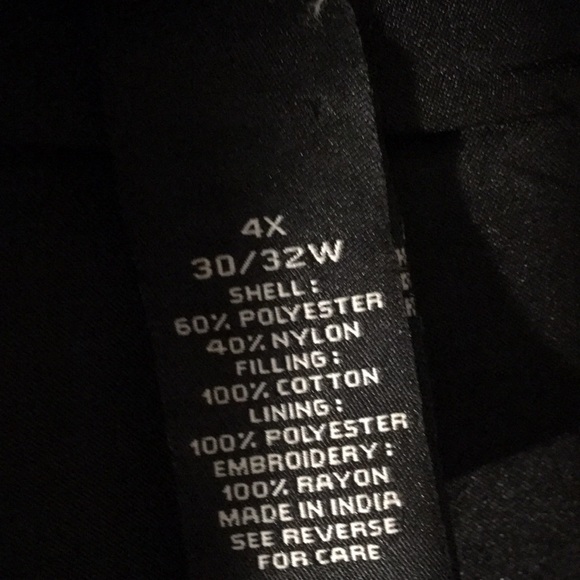 4X
30/32W
SHELL:
60% POLYESTER
40% NYLON
FILLING:
100% COTTON
LINING:
100% POLYESTER
EMBROIDERY:
100% RAYON
MADE IN INDIA
SEE REVERSE
FOR CARE